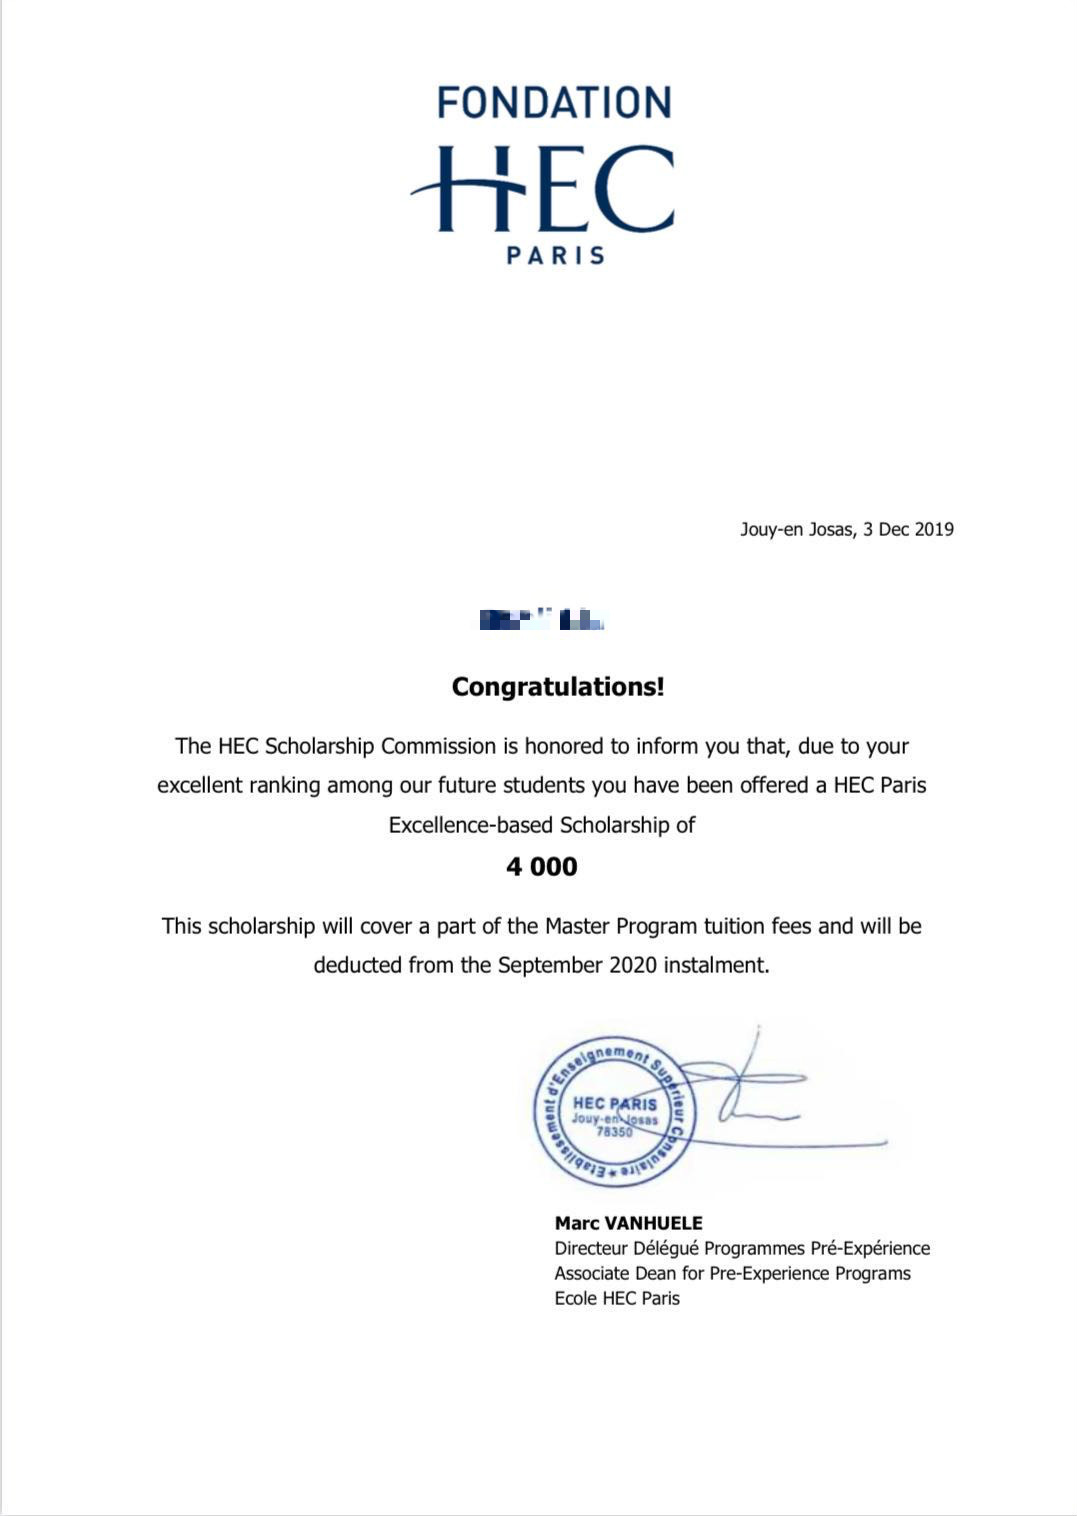 FONDATION
HEC
PARIS
Jouy-en Josas, 3 Dec 2019
Congratulations!
The HEC Scholarship Commission is honored to inform you that, due to your
excellent ranking among our future students you have been offered a HEC Paris
Excellence-based Scholarship of
4 000
This scholarship will cover a part of the Master Program tuition fees and will be
deducted from the September 2020 instalment.
Etablissement d'Enseignement Supérieur Consulaire *
HEC PARIS
Jouy-en-Josas
78350
Marc VANHUELE
Directeur Délégué Programmes Pré-Expérience
Associate Dean for Pre-Experience Programs
Ecole HEC Paris